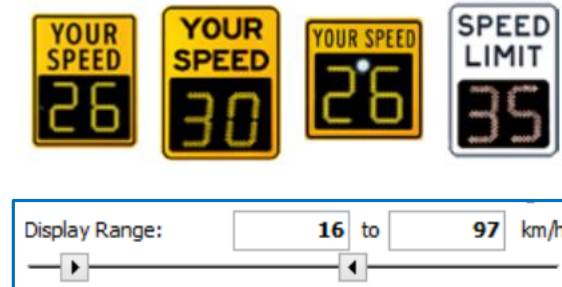 YOUR
SPEED
26
YOUR
SPEED
30
YOUR SPEED
26
SPEED
LIMIT
35
Display Range: 16 to 97 km/h